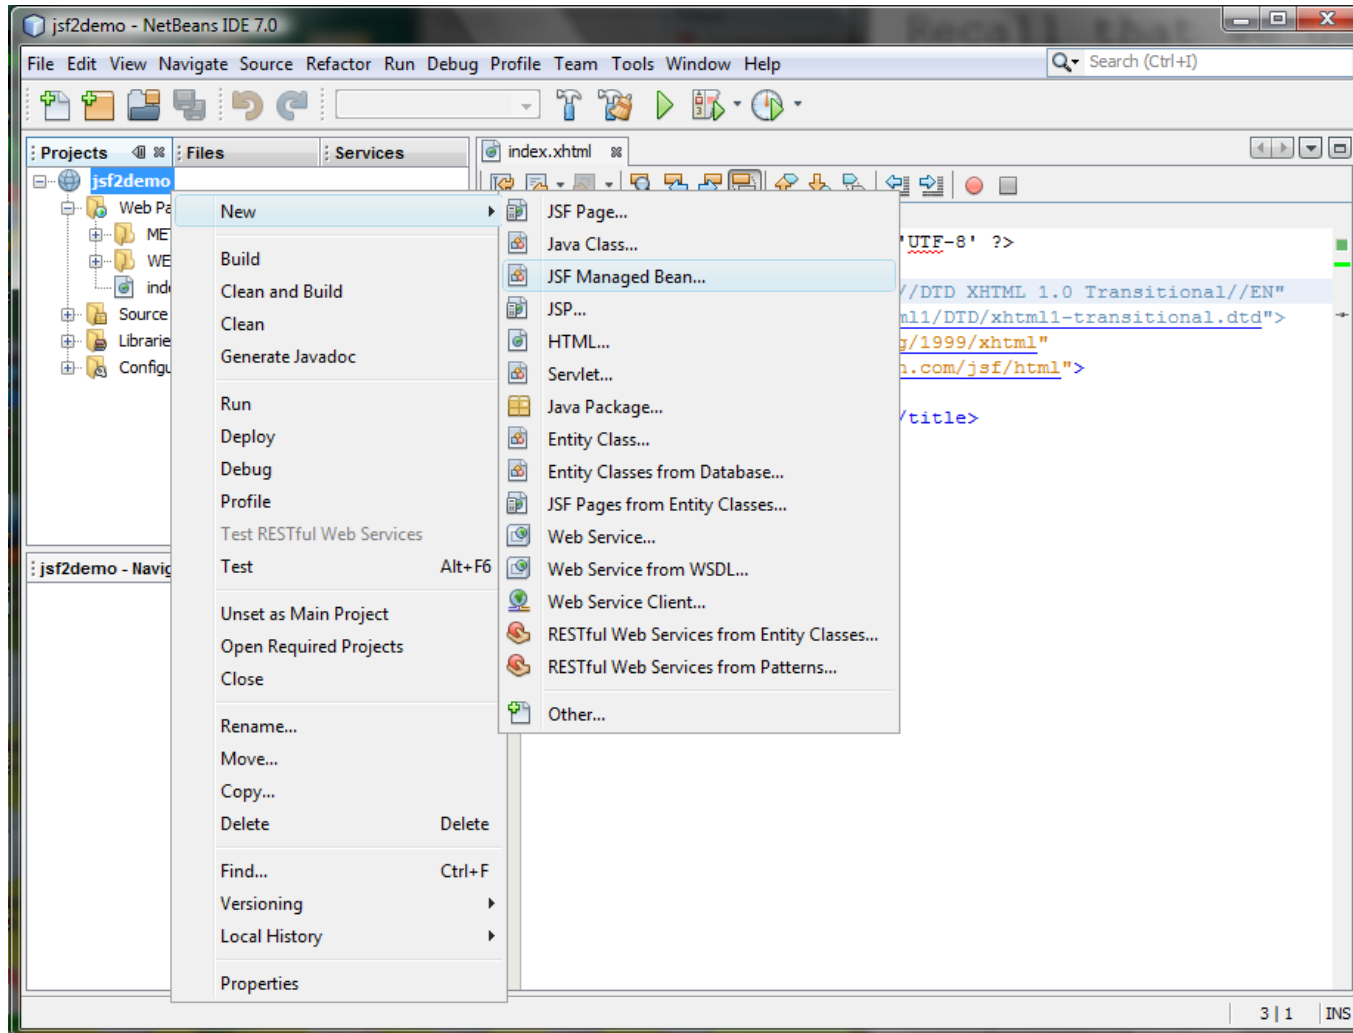 jsf2demo - NetBeans IDE 7.0
Recall that
File Edit View Navigate Source Refactor Run Debug Profile Team Tools Window Help
Search (Ctrl+I)
Projects Files Services index.xhtml
jsf2demo
Web Pa
ME
WE
inde
Source
Librarie
Configu
jsf2demo - Navig
New
Build
Clean and Build
Clean
Generate Javadoc
Run
Deploy
Debug
Profile
Test RESTful Web Services
Test Alt+F6
Unset as Main Project
Open Required Projects
Close
Rename...
Move...
Copy...
Delete Delete
Find... Ctrl+F
Versioning
Local History
Properties
JSF Page...
Java Class...
JSF Managed Bean...
JSP...
HTML...
Servlet...
Java Package...
Entity Class...
Entity Classes from Database...
JSF Pages from Entity Classes...
Web Service...
Web Service from WSDL...
Web Service Client...
RESTful Web Services from Entity Classes...
RESTful Web Services from Patterns...
Other...
'UTF-8' ?>
//DTD XHTML 1.0 Transitional//EN"
ml1/DTD/xhtml1-transitional.dtd">
g/1999/xhtml"
n.com/jsf/html">
/title>
3 | 1 INS